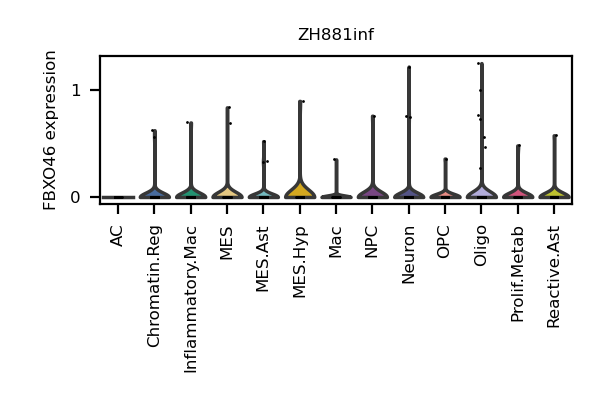 ZH881inf
FBXO46 expression
1
0
AC
Chromatin.Reg
Inflammatory.Mac
MES
MES.Ast
MES.Hyp
Mac
NPC
Neuron
OPC
Oligo
Prolif.Metab
Reactive.Ast